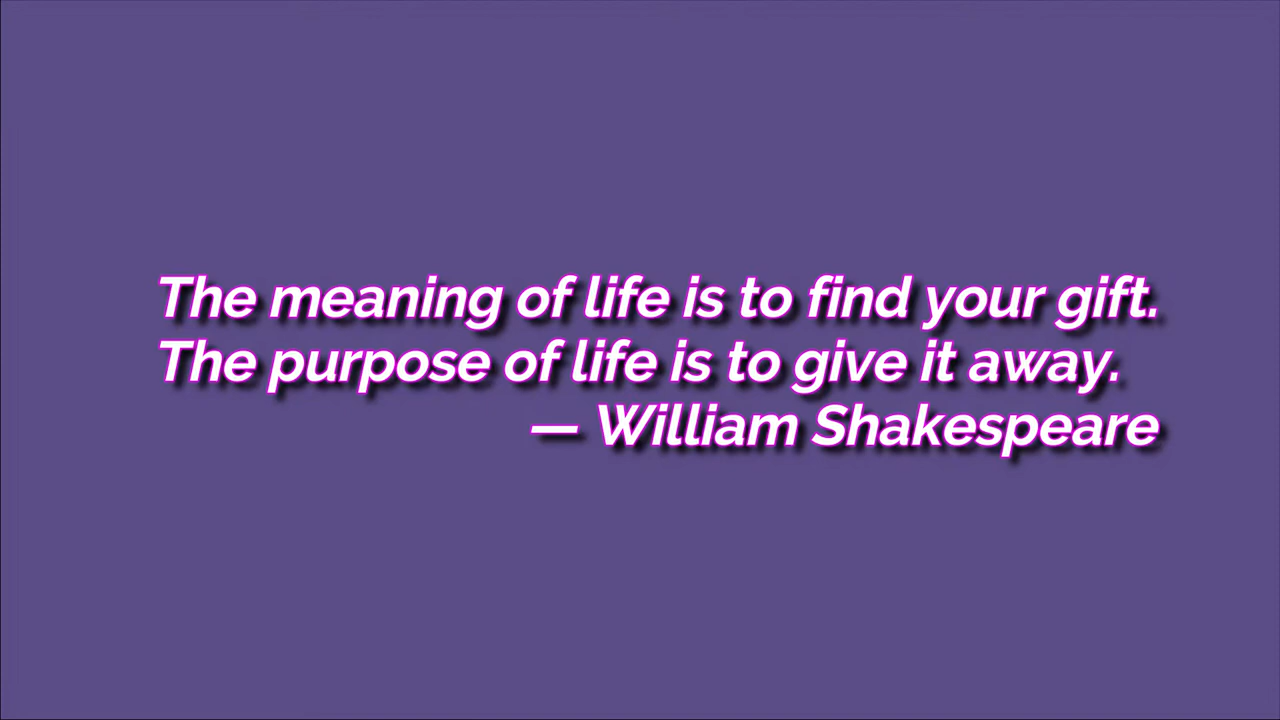 The meaning of life is to find your gift.
The purpose of life is to give it away.
— William Shakespeare